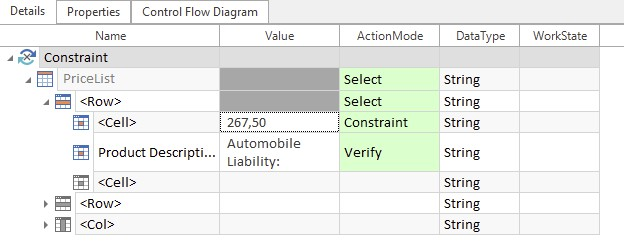 Details Properties Control Flow Diagram
Name Value ActionMode DataType WorkState
Constraint
PriceList Select String
<Row> Select String
<Cell> 267,50 Constraint String
Product Descripti... Automobile Liability: Verify String
<Cell> String
<Row> String
<Col> String